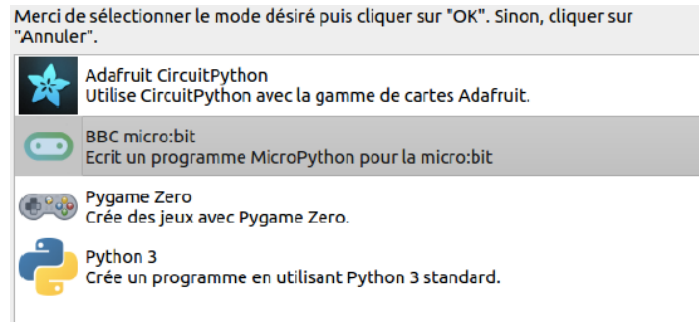 Merci de sélectionner le mode désiré puis cliquer sur "OK". Sinon, cliquer sur
"Annuler".
Adafruit CircuitPython
Utilise CircuitPython avec la gamme de cartes Adafruit.
BBC micro:bit
Ecrit un programme MicroPython pour la micro:bit
Pygame Zero
Crée des jeux avec Pygame Zero.
Python 3
Crée un programme en utilisant Python 3 standard.